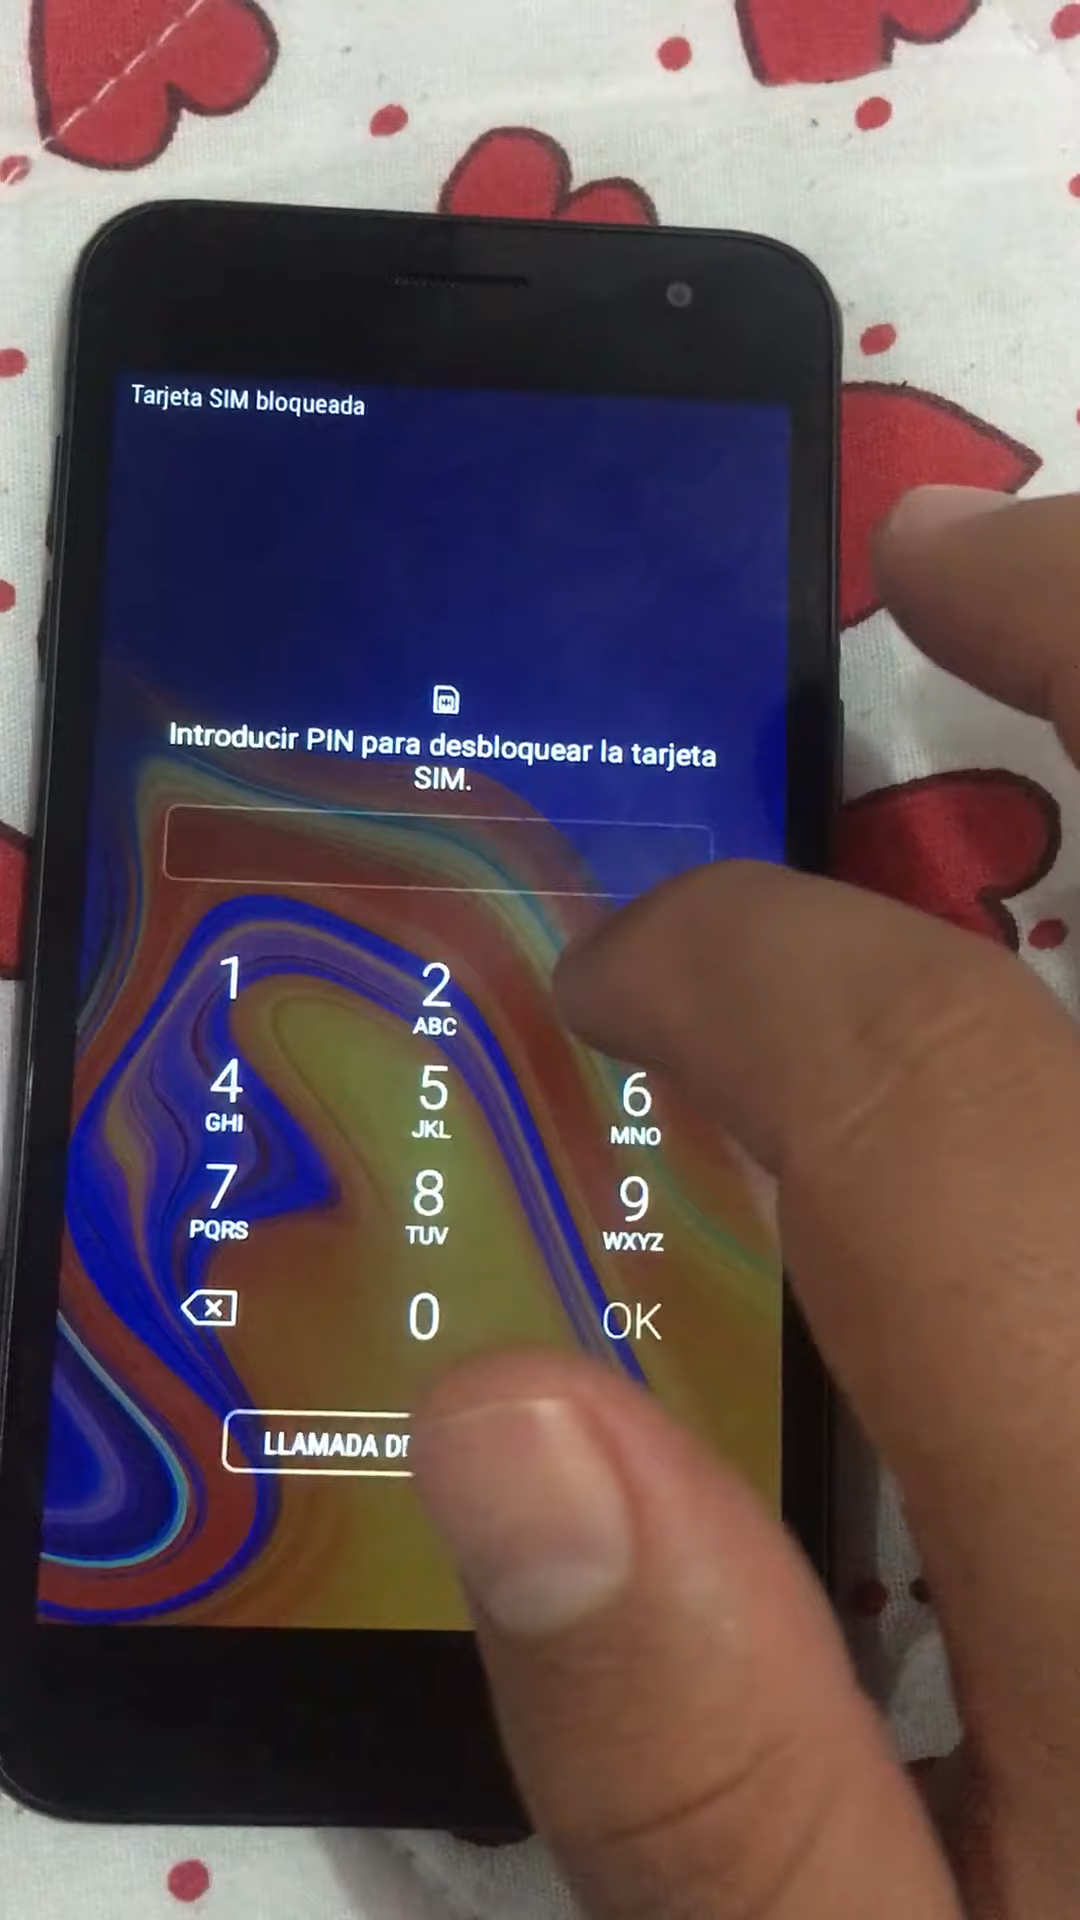 Tarjeta SIM bloqueada
Introducir PIN para desbloquear la tarjeta
SIM.
1 2
ABC
4 5 6
GHI JKL MNO
7 8 9
PQRS TUV WXYZ
0 OK
LLAMADA